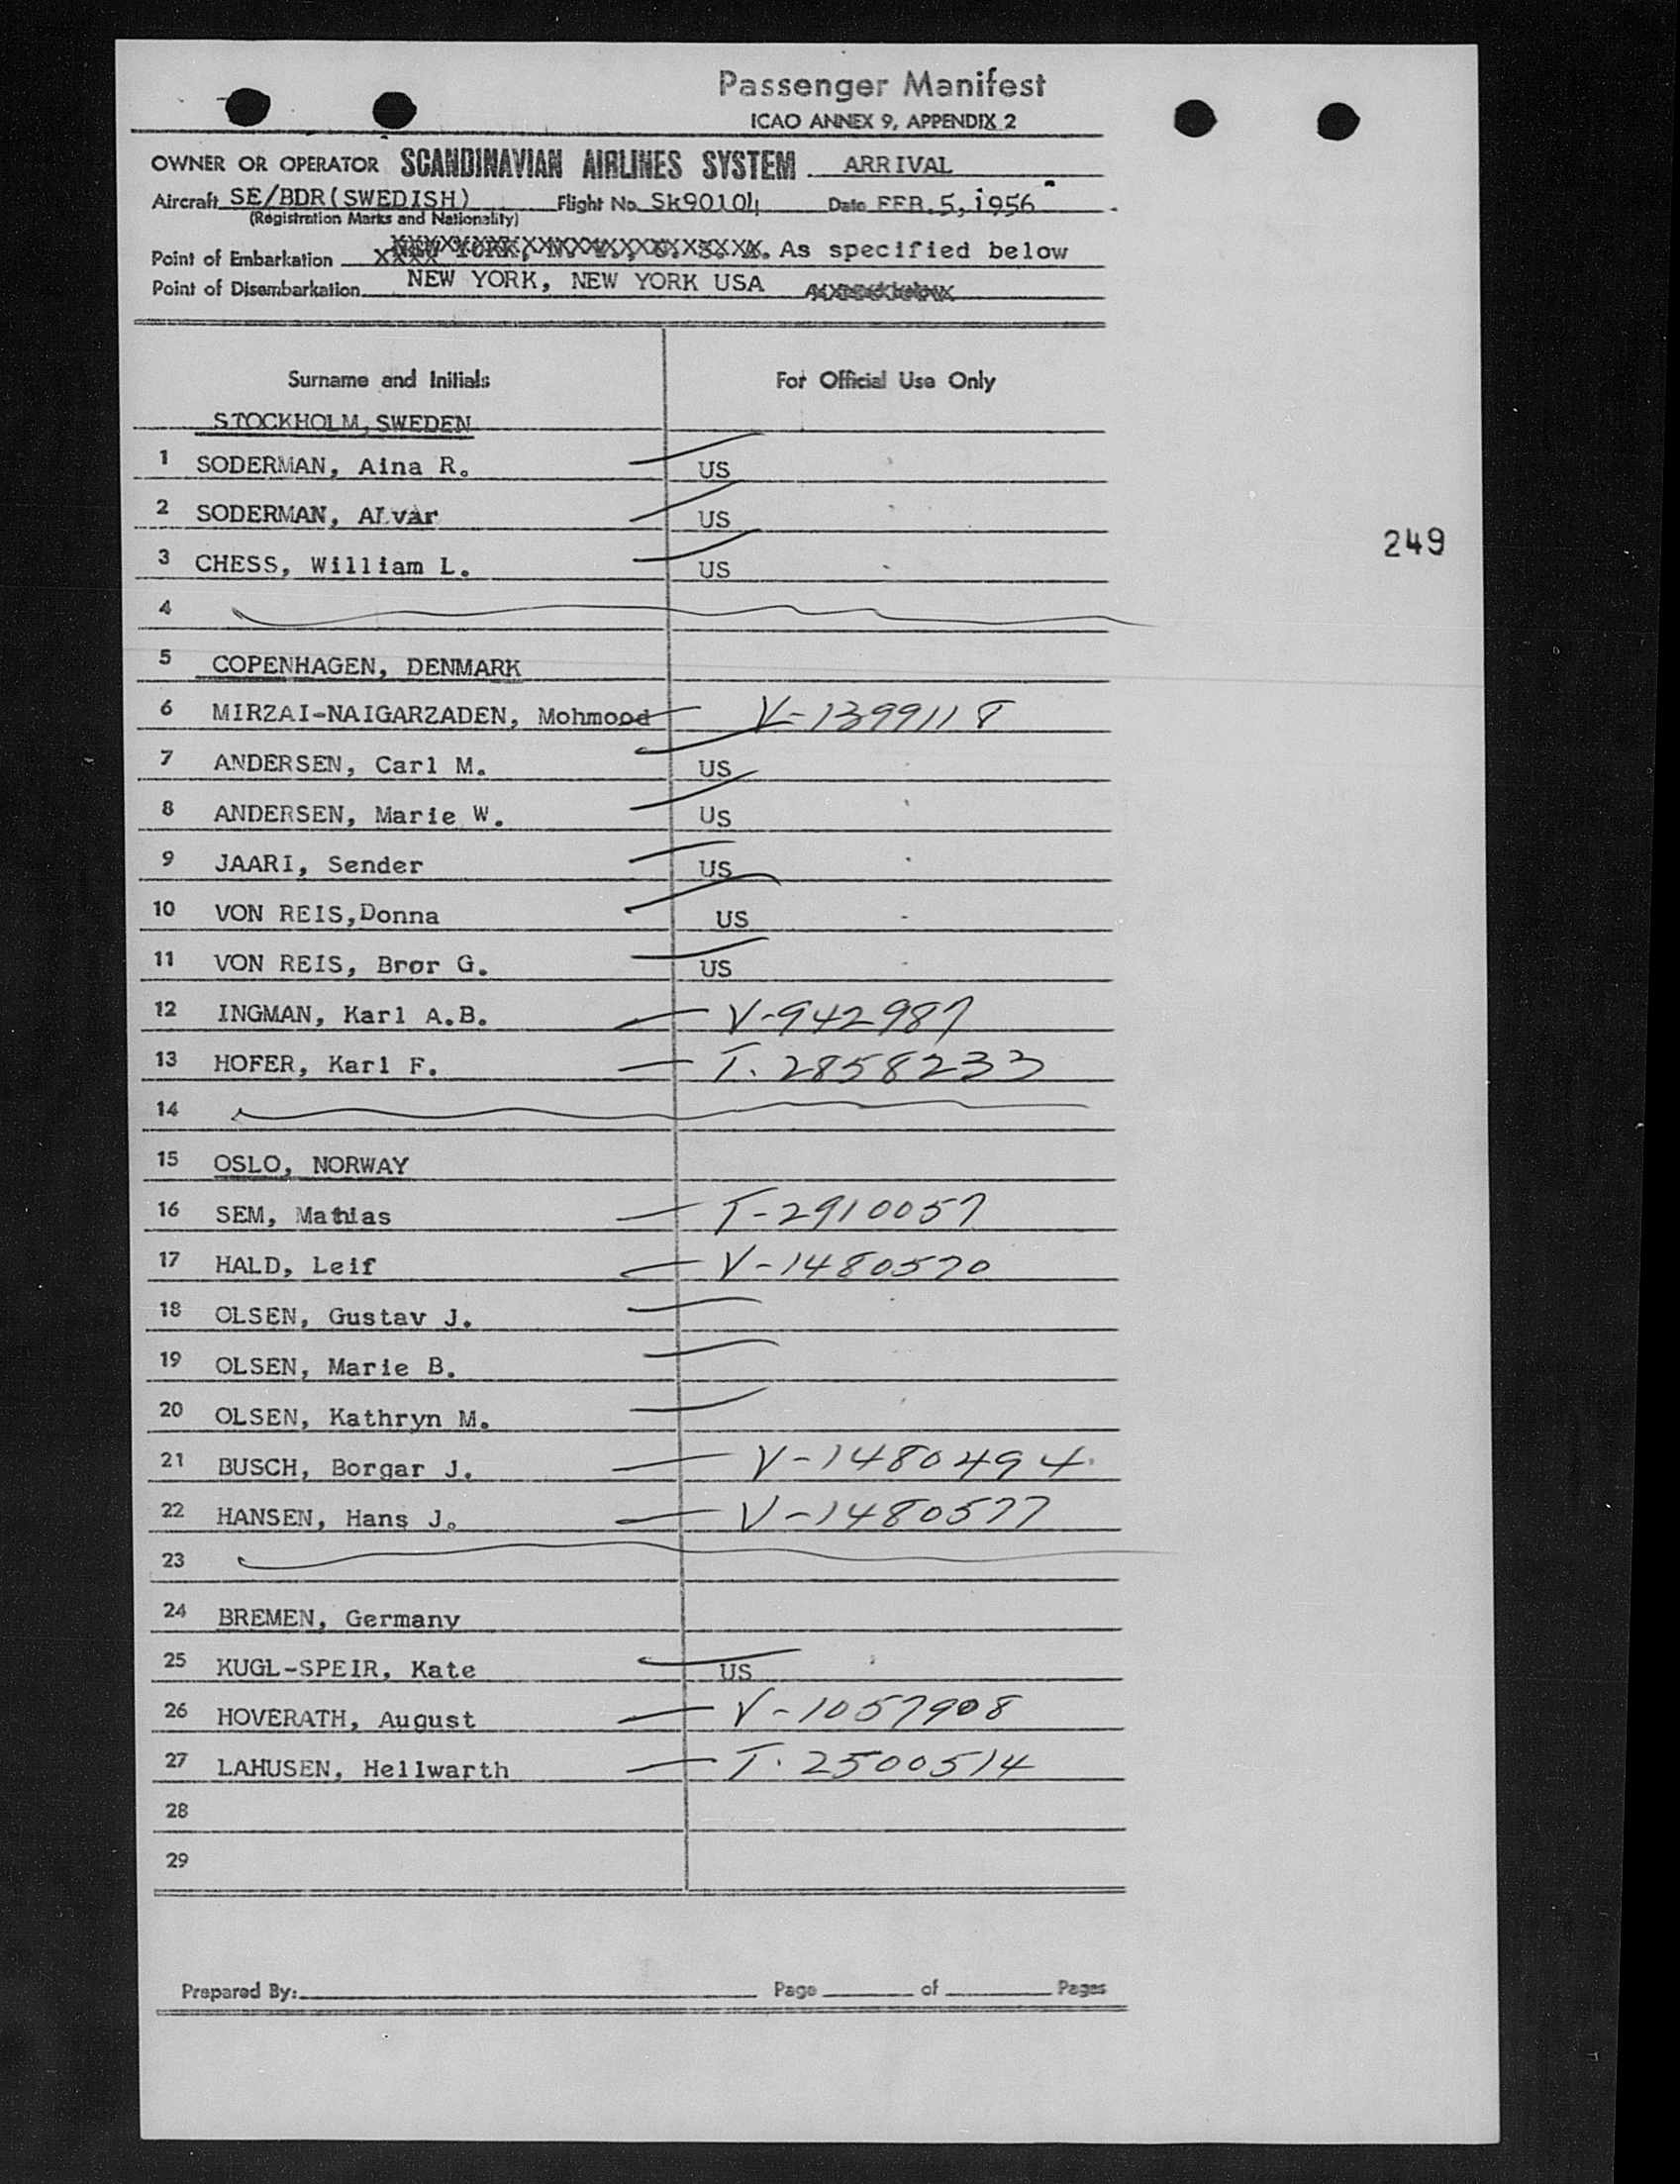 Passenger Manifest
ICAO ANNEX 9, APPENDIX 2
OWNER OR OPERATOR SCANDINAVIAN AIRLINES SYSTEM ARRIVAL
Aircraft SE/BDR(SWEDISH) Flight No. Sk90104 Date FEB.5,1956
(Registration Marks and Nationality)
Point of Embarkation As specified below
Point of Disembarkation NEW YORK, NEW YORK USA
Surname and Initials For Official Use Only
STOCKHOLM, SWEDEN
1 SODERMAN, Aina R. US
2 SODERMAN, Alvar US
3 CHESS, William L. US
4
5 COPENHAGEN, DENMARK
249
6 MIRZAI-NAIGARZADEN, Mohmood V-1399118
7 ANDERSEN, Carl M. US
8 ANDERSEN, Marie W. US
9 JAARI, Sender US
10 VON REIS,Donna US
11 VON REIS, Bror G. US
12 INGMAN, Karl A.B. V-942987
13 HOFER, Karl F. T. 2858233
14
15 OSLO, NORWAY
16 SEM, Mathias T-2910057
17 HALD, Leif V-1480570
18 OLSEN, Gustav J.
19 OLSEN, Marie B.
20 OLSEN, Kathryn M.
21 BUSCH, Borgar J. V-1480494
22 HANSEN, Hans J. V-1480577
23
24 BREMEN, Germany
25 KUGL-SPEIR, Kate US
26 HOVERATH, August V-1057908
27 LAHUSEN, Hellwarth T. 2500514
28
29
Prepared By: Page of Pages